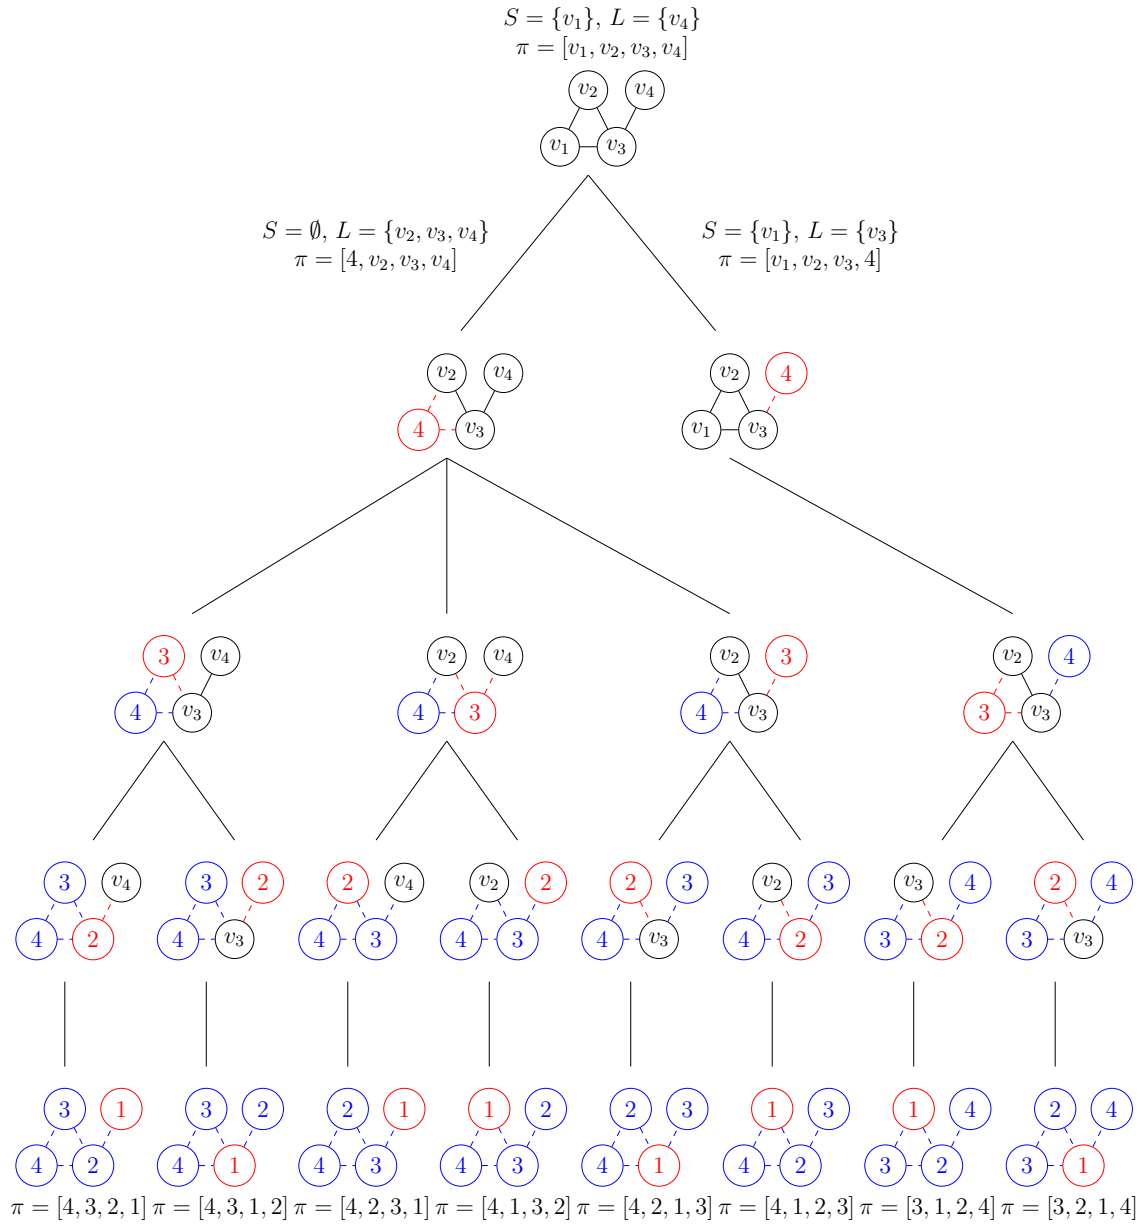 S = {v₁}, L = {v₄}
π = [v₁, v₂, v₃, v₄]
v₂ v₄
v₁ v₃
S = ∅, L = {v₂, v₃, v₄}
π = [4, v₂, v₃, v₄]
S = {v₁}, L = {v₃}
π = [v₁, v₂, v₃, 4]
v₂ v₄ v₂ 4
4 v₃ v₁ v₃
3 v₄ v₂ v₄ v₂ 3 v₂ 4
4 v₃ 4 3 4 v₃ 3 v₃
3 v₄ 3 2 2 v₄ v₂ 2 2 3 v₂ 3 v₃ 4 2 4
4 2 4 v₃ 4 3 4 3 4 v₃ 4 2 3 2 3 v₃
3 1 3 2 2 1 1 2 2 3 1 3 1 4 2 4
4 2 4 1 4 3 4 3 4 1 4 2 3 2 3 1
π = [4, 3, 2, 1] π = [4, 3, 1, 2] π = [4, 2, 3, 1] π = [4, 1, 3, 2] π = [4, 2, 1, 3] π = [4, 1, 2, 3] π = [3, 1, 2, 4] π = [3, 2, 1, 4]